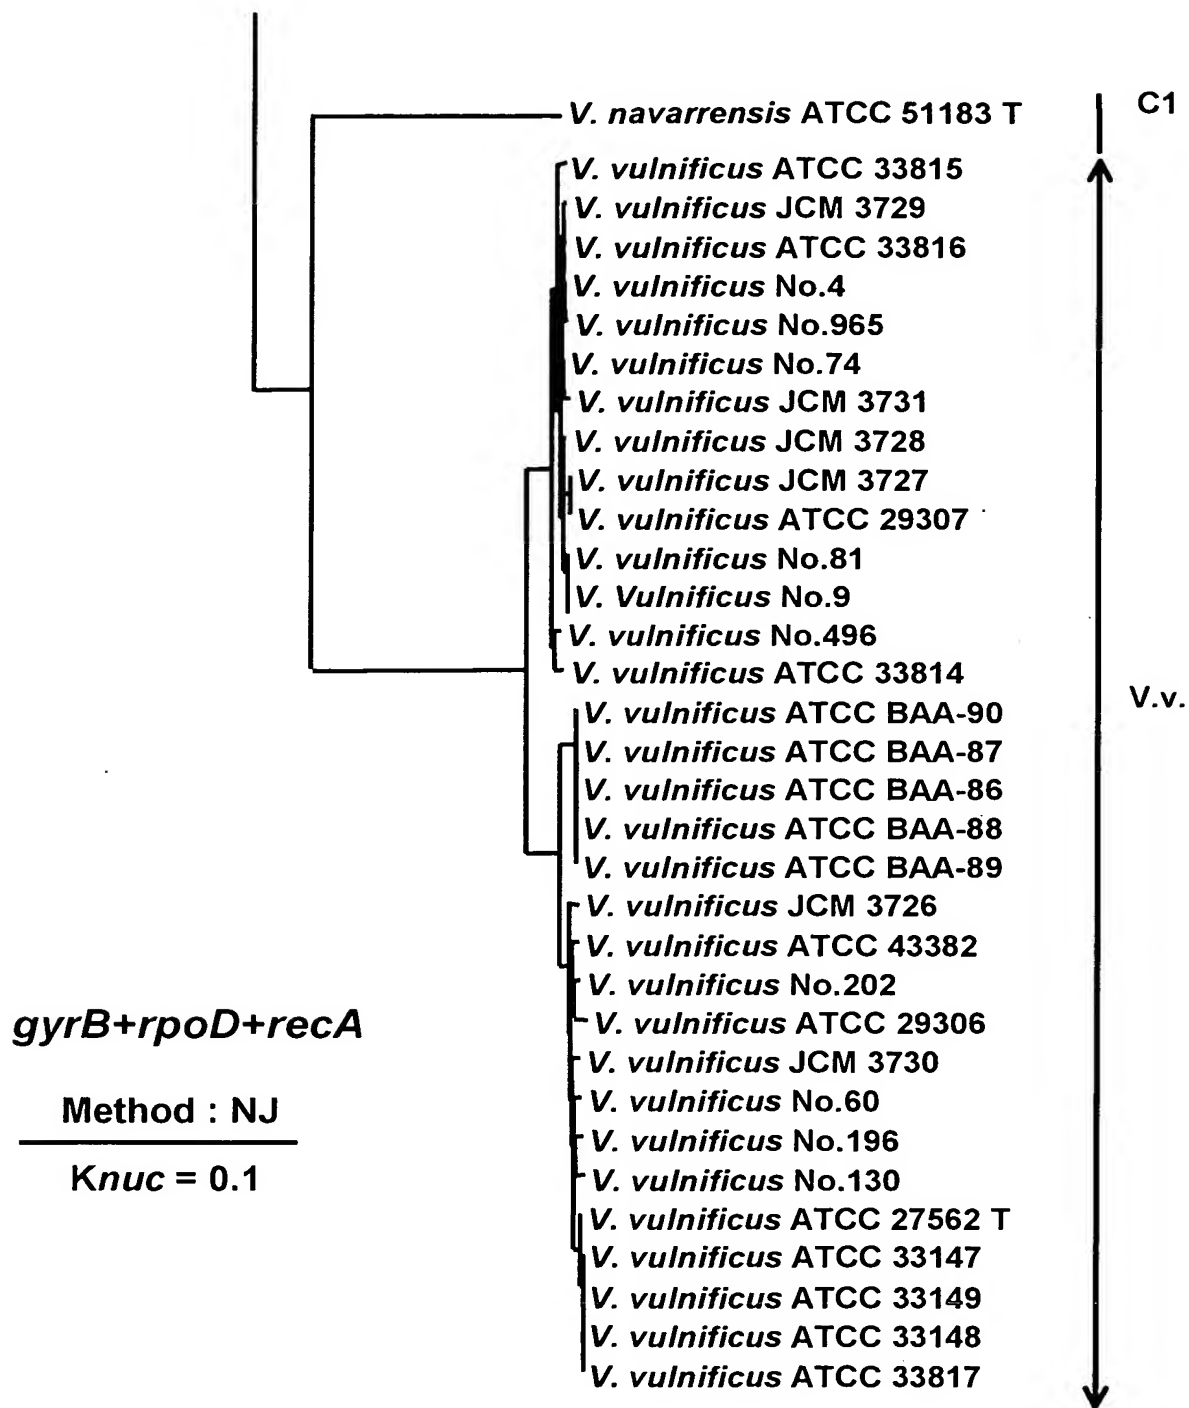 V. navarrensis ATCC 51183 T
C1
V. vulnificus ATCC 33815
V. vulnificus JCM 3729
V. vulnificus ATCC 33816
V. vulnificus No.4
V. vulnificus No.965
V. vulnificus No.74
V. vulnificus JCM 3731
V. vulnificus JCM 3728
V. vulnificus JCM 3727
V. vulnificus ATCC 29307
V. vulnificus No.81
V. Vulnificus No.9
V. vulnificus No.496
V. vulnificus ATCC 33814
V.v.
V. vulnificus ATCC BAA-90
V. vulnificus ATCC BAA-87
V. vulnificus ATCC BAA-86
V. vulnificus ATCC BAA-88
V. vulnificus ATCC BAA-89
V. vulnificus JCM 3726
V. vulnificus ATCC 43382
V. vulnificus No.202
V. vulnificus ATCC 29306
V. vulnificus JCM 3730
V. vulnificus No.60
V. vulnificus No.196
V. vulnificus No.130
V. vulnificus ATCC 27562 T
V. vulnificus ATCC 33147
V. vulnificus ATCC 33149
V. vulnificus ATCC 33148
V. vulnificus ATCC 33817
gyrB+rpoD+recA
Method : NJ
Knuc = 0.1